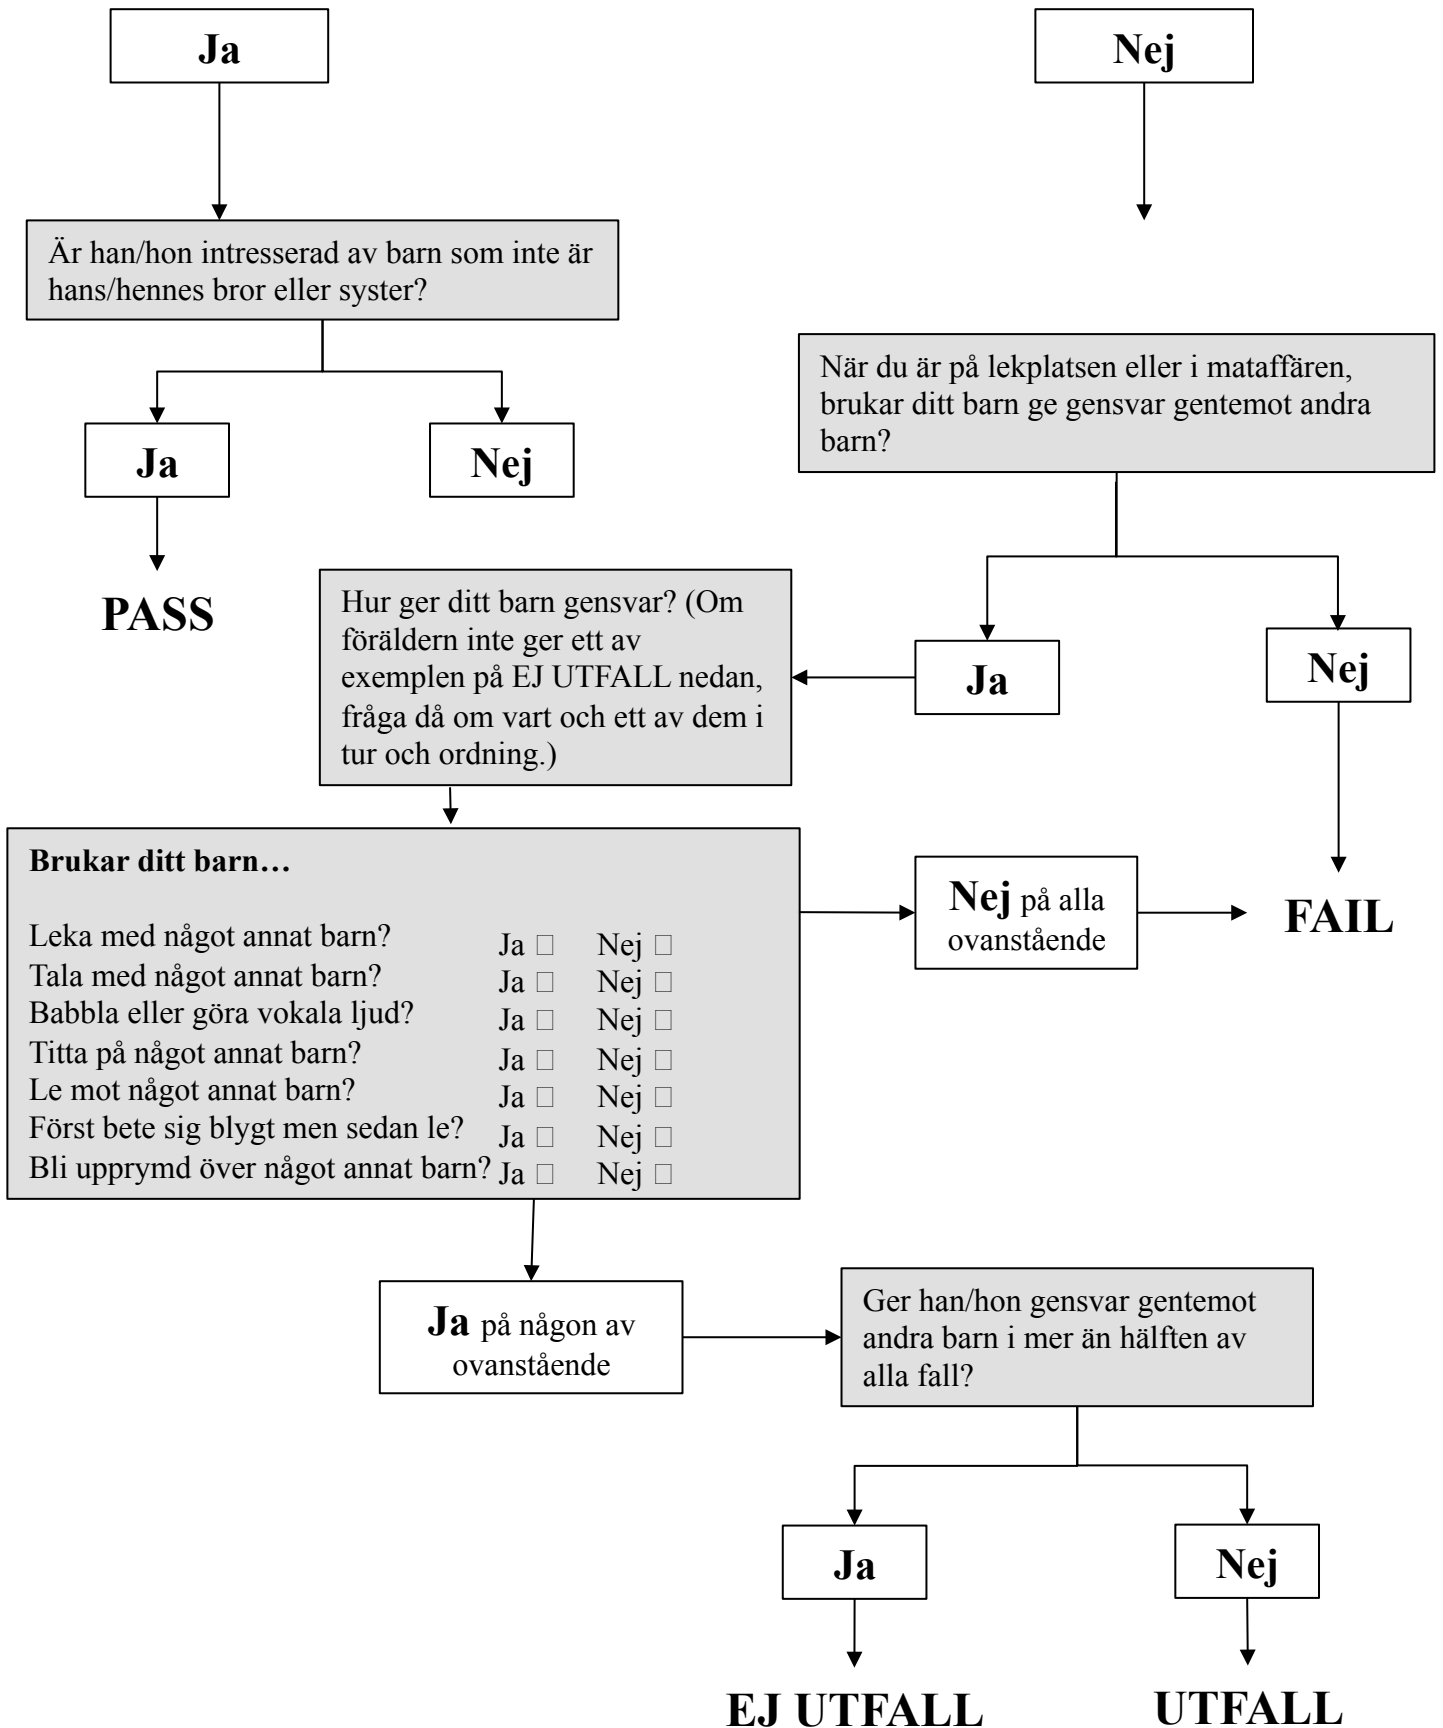 Ja
Nej
Är han/hon intresserad av barn som inte är
hans/hennes bror eller syster?
När du är på lekplatsen eller i mataffären,
brukar ditt barn ge gensvar gentemot andra
barn?
Ja
Nej
PASS
Hur ger ditt barn gensvar? (Om
föräldern inte ger ett av
exemplen på EJ UTFALL nedan,
fråga då om vart och ett av dem i
tur och ordning.)
Ja
Nej
Brukar ditt barn…
Leka med något annat barn? Ja □ Nej □
Tala med något annat barn? Ja □ Nej □
Babbla eller göra vokala ljud? Ja □ Nej □
Titta på något annat barn? Ja □ Nej □
Le mot något annat barn? Ja □ Nej □
Först bete sig blygt men sedan le? Ja □ Nej □
Bli upprymd över något annat barn? Ja □ Nej □
Nej på alla
ovanstående
FAIL
Ja på någon av
ovanstående
Ger han/hon gensvar gentemot
andra barn i mer än hälften av
alla fall?
Ja
Nej
EJ UTFALL
UTFALL